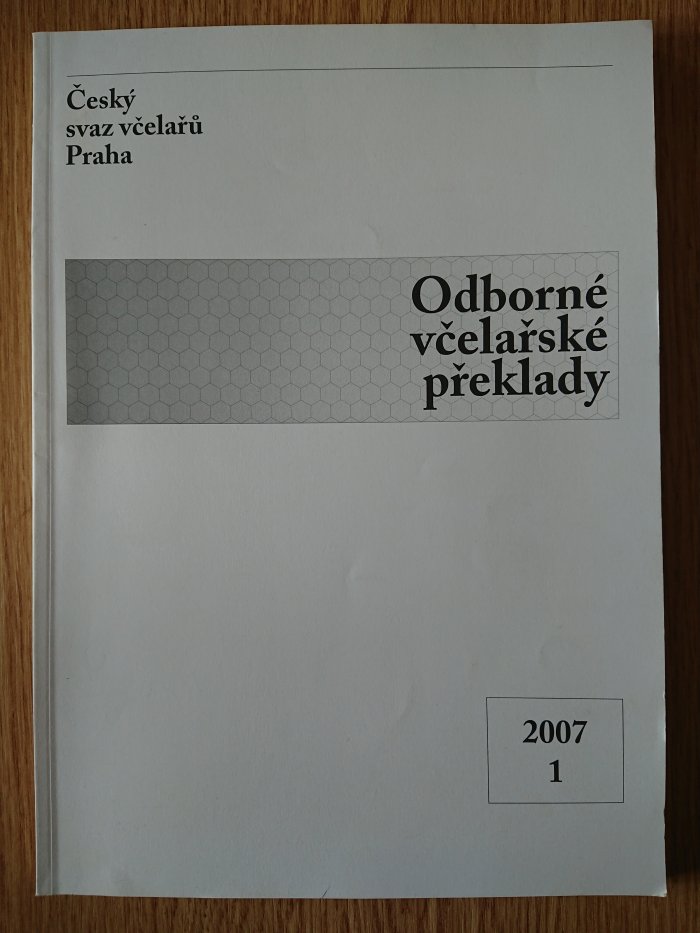 Český
svaz včelařů
Praha
Odborné
včelařské
překlady
2007
1